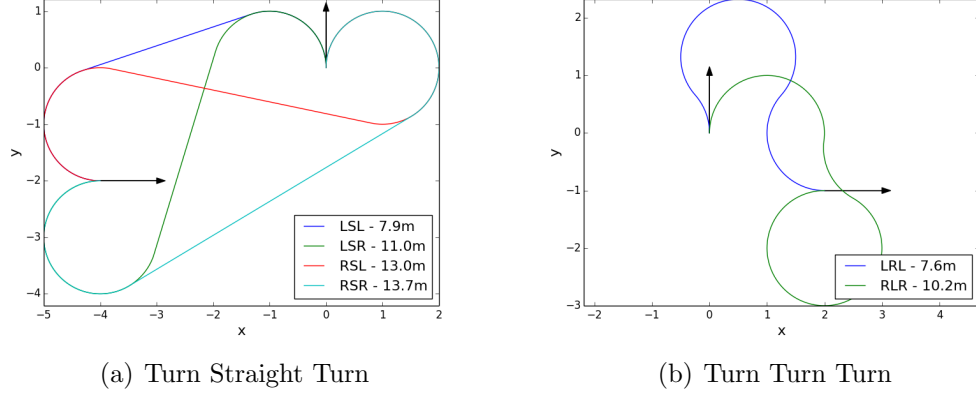 1
0
−1
−2
−3
−4
y
−5
−4
−3
−2
−1
0
1
2
x
LSL - 7.9m
LSR - 11.0m
RSL - 13.0m
RSR - 13.7m
(a) Turn Straight Turn
2
1
0
−1
−2
−3
y
−2
−1
0
1
2
3
4
x
LRL - 7.6m
RLR - 10.2m
(b) Turn Turn Turn